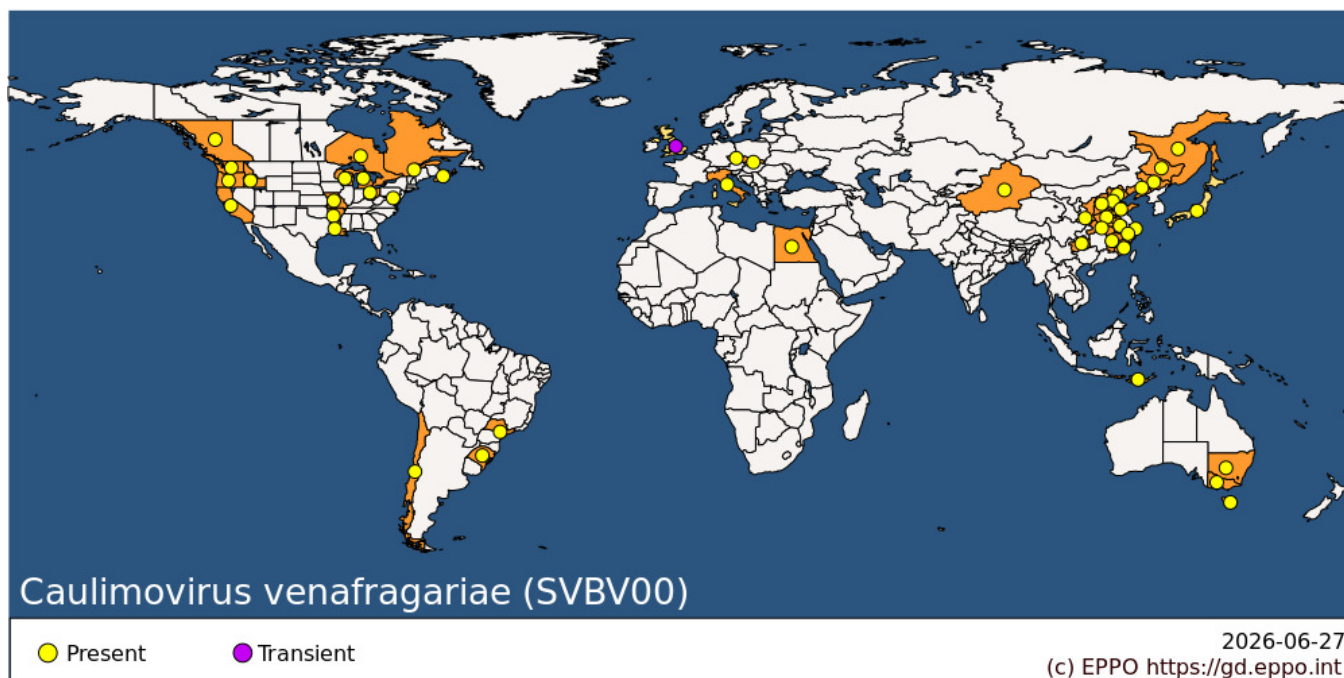 Caulimovirus venafragariae (SVBV00)
Present
Transient
2026-06-27
(c) EPPO https://gd.eppo.int